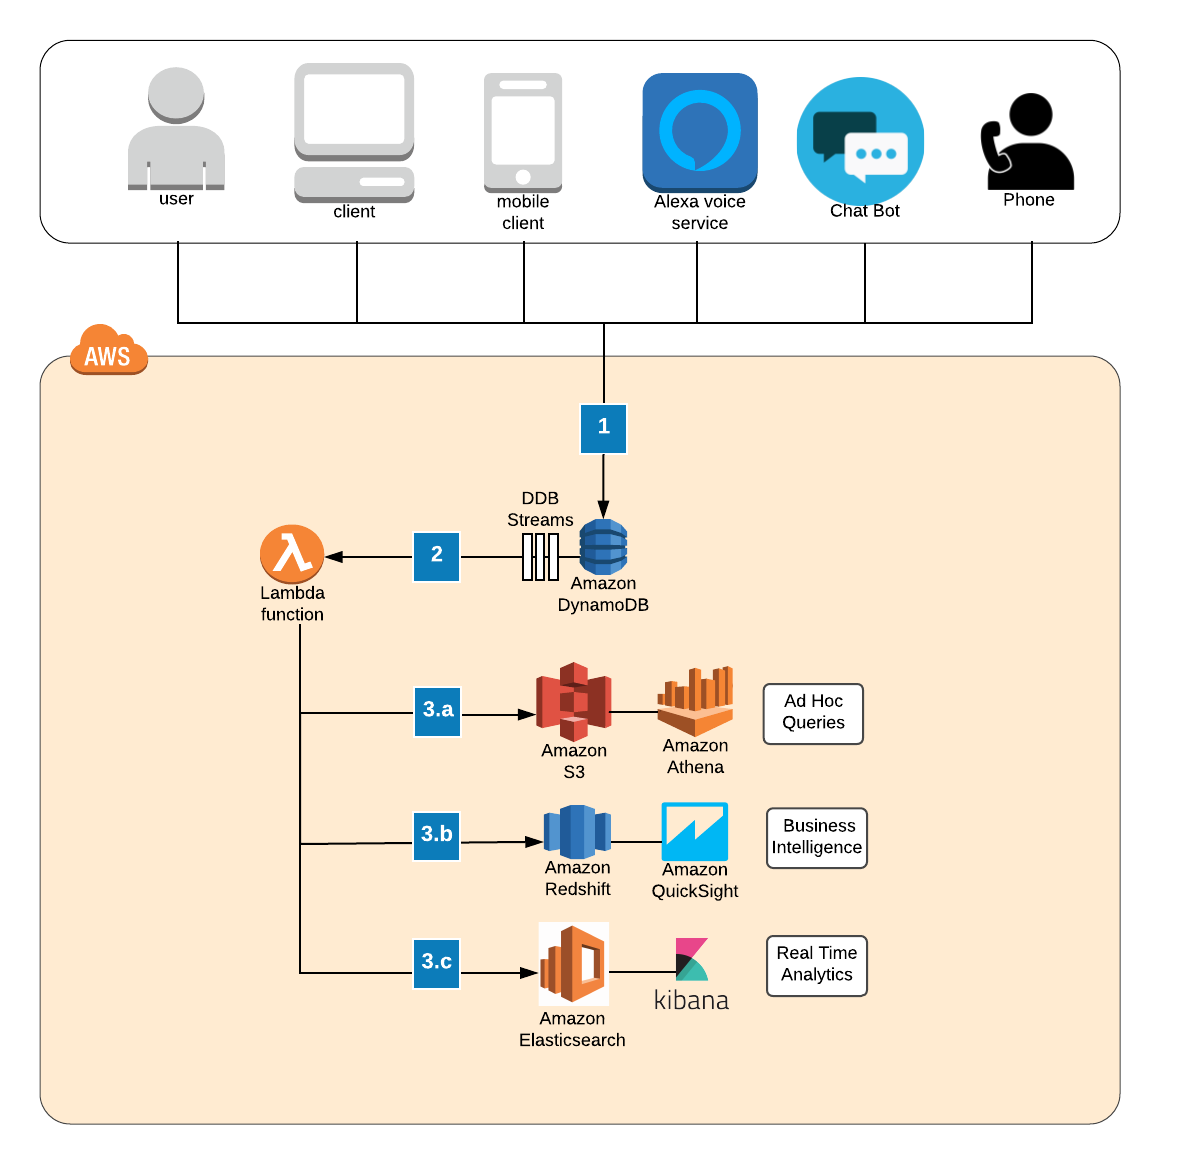 user
client
mobile
client
Alexa voice
service
Chat Bot
Phone
AWS
1
DDB
Streams
2
Lambda
function
Amazon
DynamoDB
3.a
Amazon
S3
Amazon
Athena
Ad Hoc
Queries
3.b
Amazon
Redshift
Amazon
QuickSight
Business
Intelligence
3.c
Amazon
Elasticsearch
kibana
Real Time
Analytics